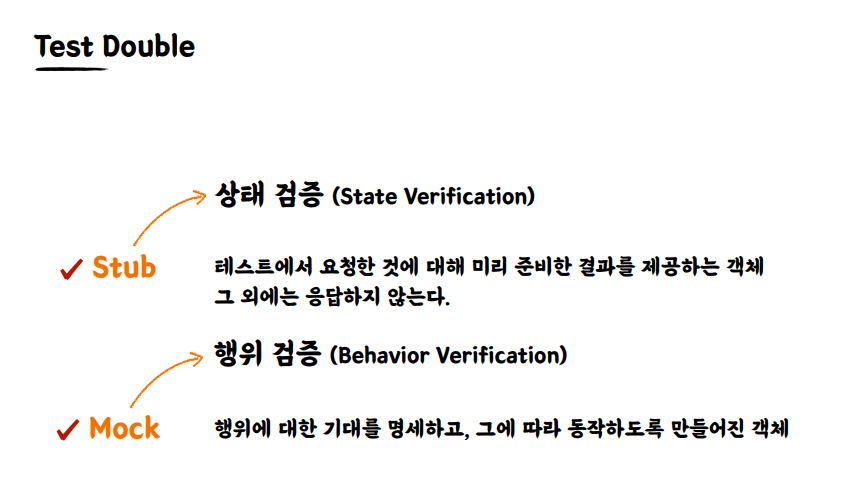 Test Double
상태 검증 (State Verification)
Stub
테스트에서 요청한 것에 대해 미리 준비한 결과를 제공하는 객체
그 외에는 응답하지 않는다.
행위 검증 (Behavior Verification)
Mock
행위에 대한 기대를 명세하고, 그에 따라 동작하도록 만들어진 객체